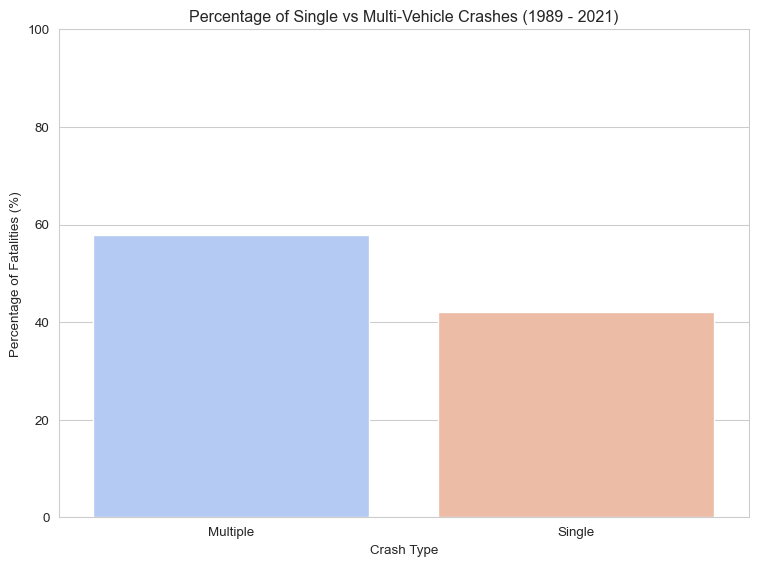 Percentage of Single vs Multi-Vehicle Crashes (1989 - 2021)
100
80
60
40
20
0
Percentage of Fatalities (%)
Multiple
Single
Crash Type